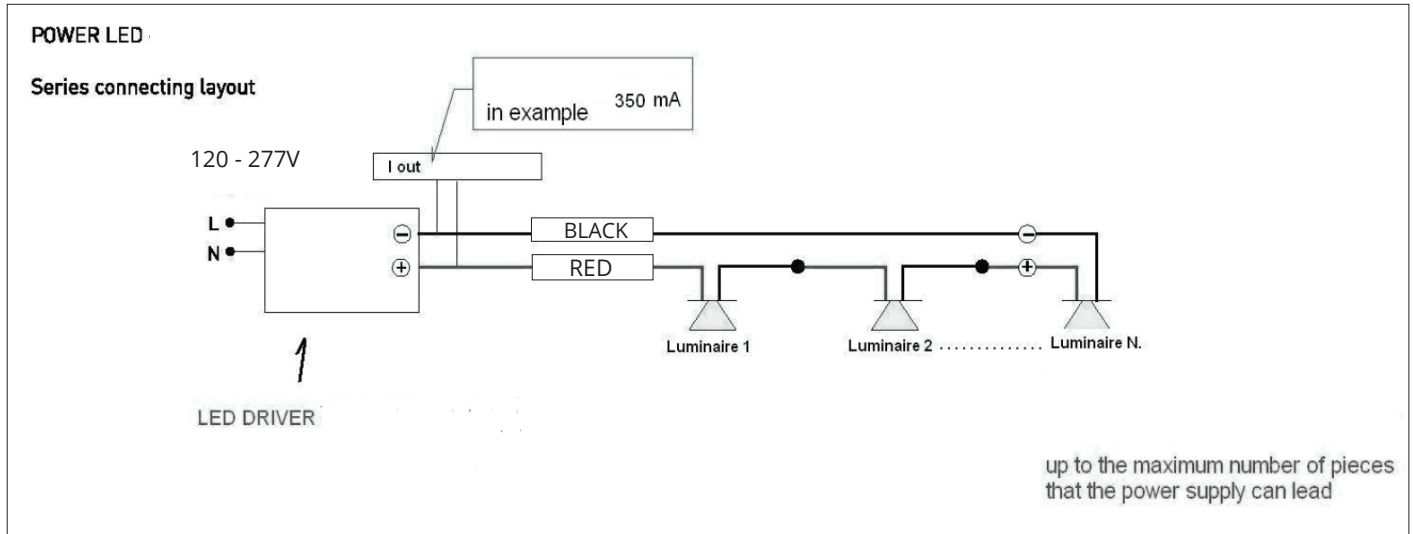 POWER LED
Series connecting layout
in example 350 mA
120 - 277V
I out
L
N
−
+
BLACK
RED
−
+
Luminaire 1
Luminaire 2 .............. Luminaire N.
LED DRIVER
up to the maximum number of pieces
that the power supply can lead